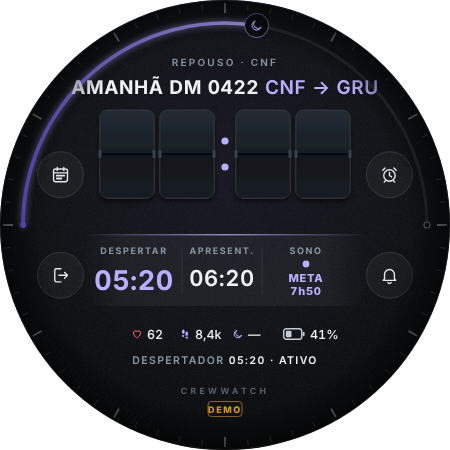 REPOUSO · CNF
AMANHÃ DM 0422 CNF → GRU
DESPERTAR APRESENT. SONO
05:20 06:20 META 7h50
62 8,4k — 41%
DESPERTADOR 05:20 · ATIVO
CREWWATCH
DEMO